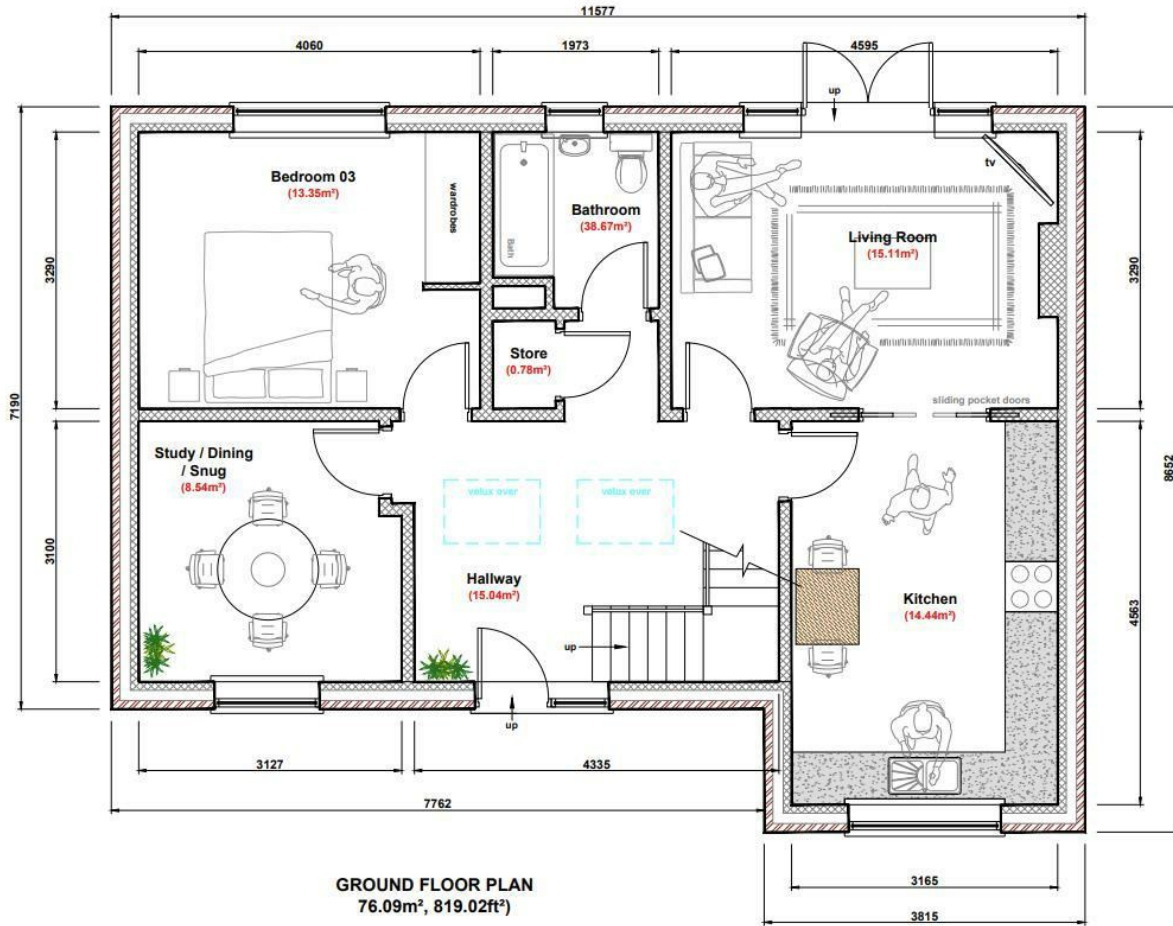 11577
4060
1973
4595
up
tv
Bedroom 03
(13.35m²)
wardrobes
Bath
Bathroom
(38.67m²)
Living Room
(15.11m²)
3290
3290
7190
Store
(0.78m²)
sliding pocket doors
Study / Dining
/ Snug
(8.54m²)
velux over
velux over
8652
3100
Hallway
(15.04m²)
Kitchen
(14.44m²)
4563
up
up
3127
4335
7762
3165
3815
GROUND FLOOR PLAN
76.09m², 819.02ft²)